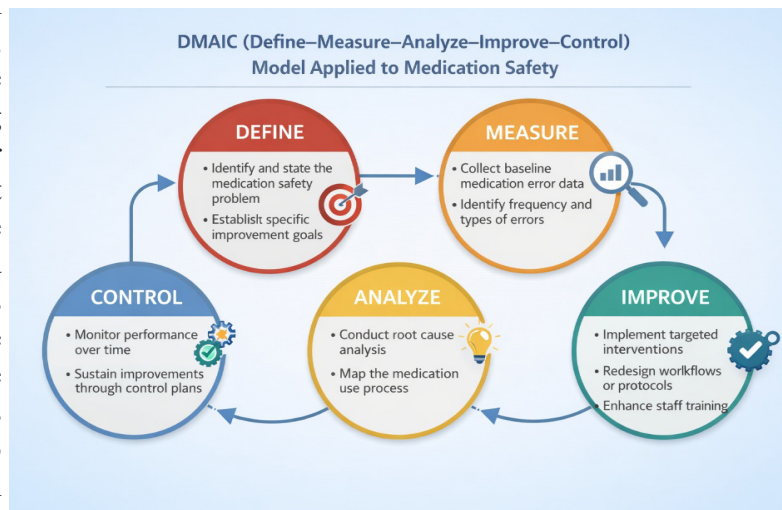 DMAIC (Define–Measure–Analyze–Improve–Control)
Model Applied to Medication Safety
DEFINE
• Identify and state the
medication safety
problem
• Establish specific
improvement goals
MEASURE
• Collect baseline
medication error data
• Identify frequency and
types of errors
CONTROL
• Monitor performance
over time
• Sustain improvements
through control plans
ANALYZE
• Conduct root cause
analysis
• Map the medication
use process
IMPROVE
• Implement targeted
interventions
• Redesign workflows
or protocols
• Enhance staff training